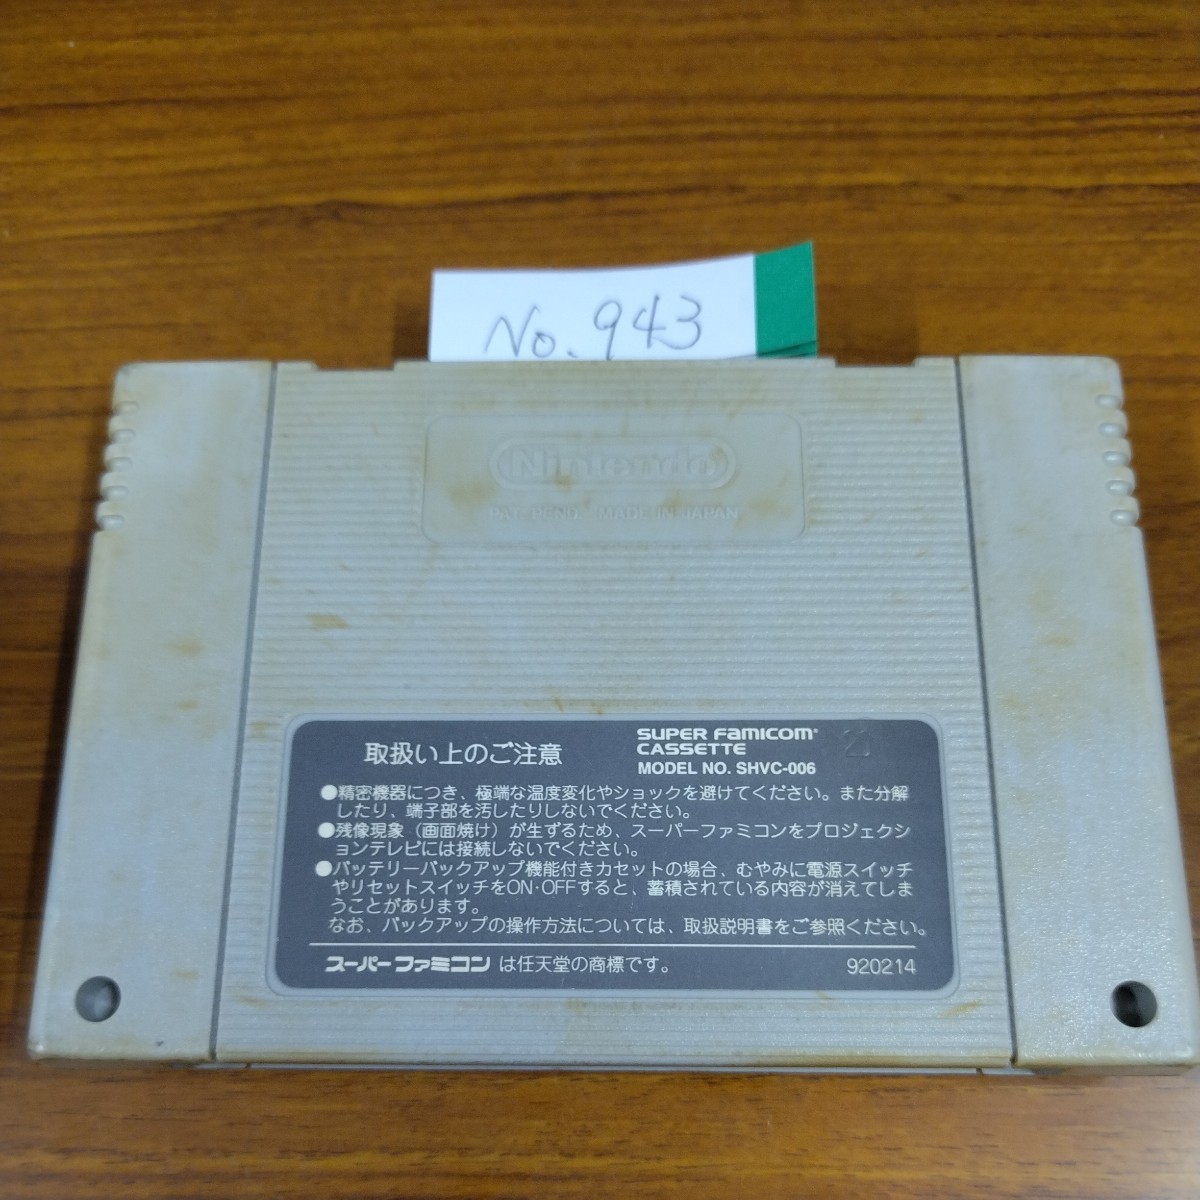 No. 943
Nintendo
PAT. PEND. MADE IN JAPAN
取扱い上のご注意
SUPER FAMICOM
CASSETTE
MODEL NO. SHVC-006
●精密機器につき、極端な温度変化やショックを避けてください。また分解
したり、端子部を汚したりしないでください。
●残像現象（画面焼け）が生ずるため、スーパーファミコンをプロジェクシ
ョンテレビには接続しないでください。
●バッテリーバックアップ機能付きカセットの場合、むやみに電源スイッチ
やリセットスイッチをON・OFFすると、蓄積されている内容が消えてしま
うことがあります。
なお、バックアップの操作方法については、取扱説明書をご参照ください。
スーパーファミコン は任天堂の商標です。
920214